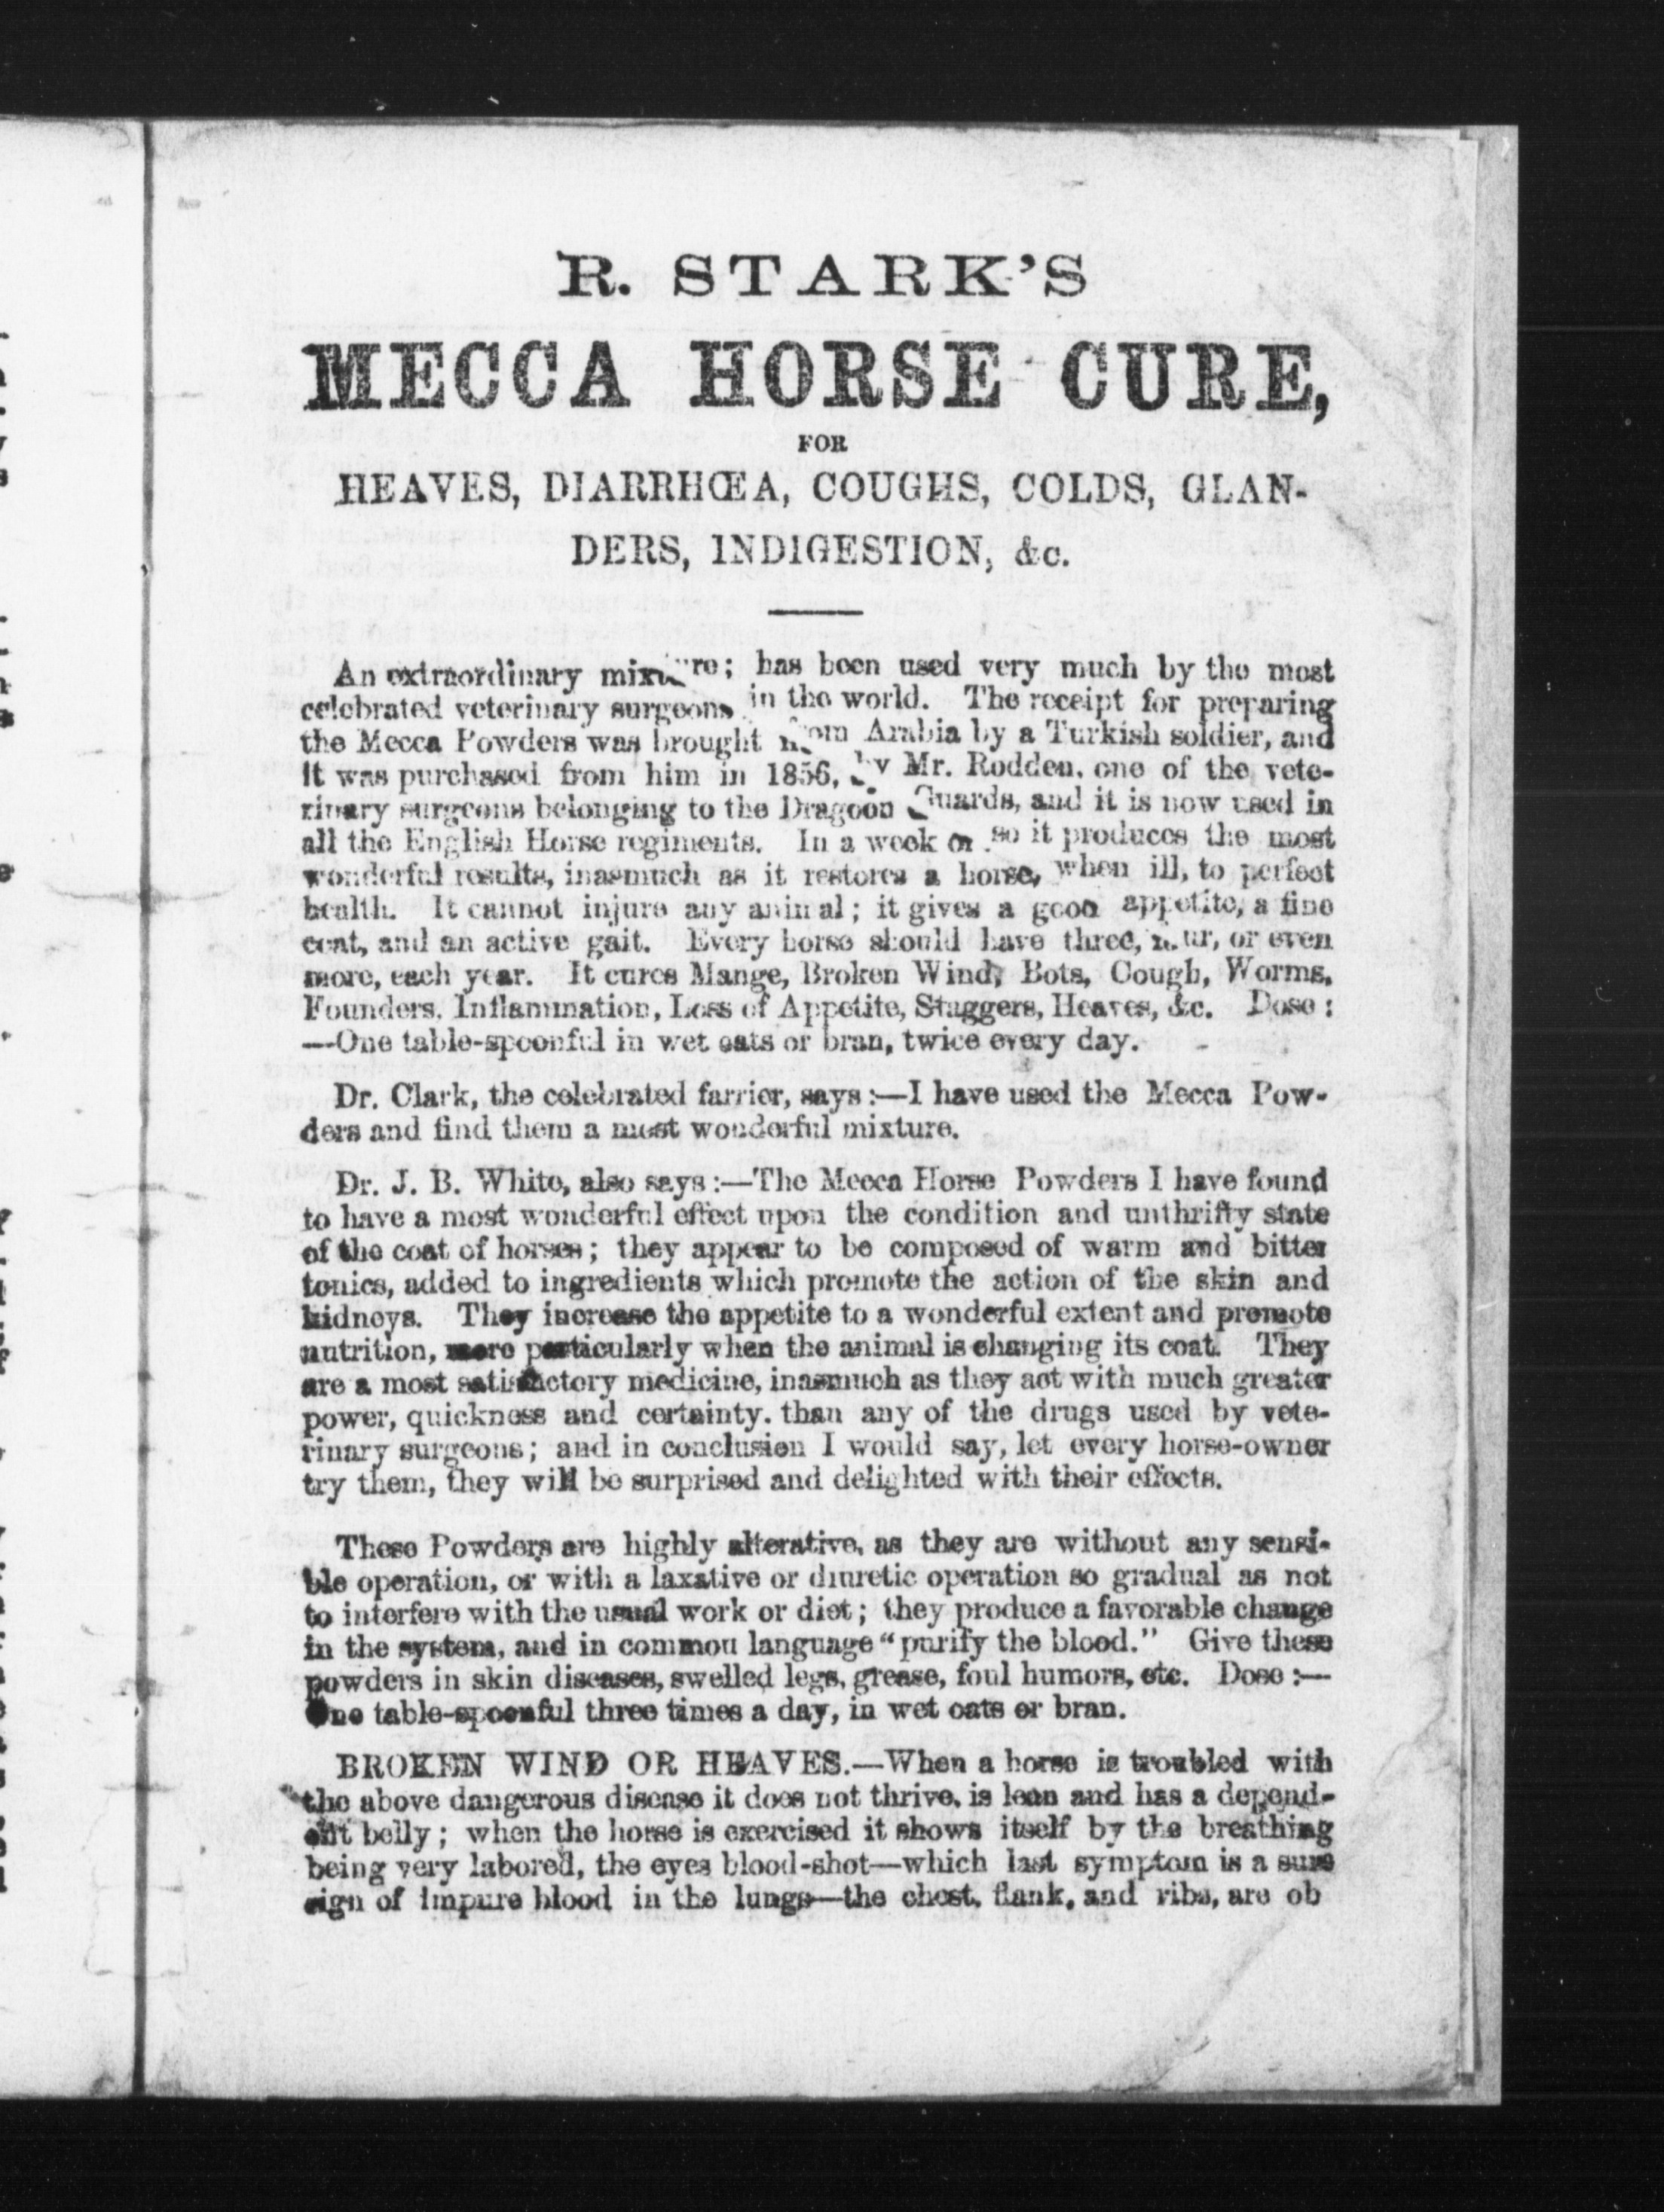 R. STARK'S
MECCA HORSE CURE,
FOR
HEAVES, DIARRHŒA, COUGHS, COLDS, GLAN-
DERS, INDIGESTION, &c.
An extraordinary mixture; has been used very much by the most
celebrated veterinary surgeons in the world. The receipt for preparing
the Mecca Powders was brought from Arabia by a Turkish soldier, and
it was purchased from him in 1856, by Mr. Rodden, one of the vete-
rinary surgeons belonging to the Dragoon Guards, and it is now used in
all the English Horse regiments. In a week or so it produces the most
wonderful results, inasmuch as it restores a horse, when ill, to perfect
health. It cannot injure any animal; it gives a good appetite, a fine
coat, and an active gait. Every horse should have three, four, or even
more, each year. It cures Mange, Broken Wind, Bots, Cough, Worms,
Founders, Inflammation, Loss of Appetite, Staggers, Heaves, &c. Dose:
—One table-spoonful in wet oats or bran, twice every day.
Dr. Clark, the celebrated farrier, says:—I have used the Mecca Pow-
ders and find them a most wonderful mixture.
Dr. J. B. White, also says:—The Mecca Horse Powders I have found
to have a most wonderful effect upon the condition and unthrifty state
of the coat of horses; they appear to be composed of warm and bitter
tonics, added to ingredients which promote the action of the skin and
kidneys. They increase the appetite to a wonderful extent and promote
nutrition, more particularly when the animal is changing its coat. They
are a most satisfactory medicine, inasmuch as they act with much greater
power, quickness and certainty. than any of the drugs used by vete-
rinary surgeons; and in conclusion I would say, let every horse-owner
try them, they will be surprised and delighted with their effects.
These Powders are highly alterative, as they are without any sensi-
ble operation, or with a laxative or diuretic operation so gradual as not
to interfere with the usual work or diet; they produce a favorable change
in the system, and in common language "purify the blood." Give these
powders in skin diseases, swelled legs, grease, foul humors, etc. Dose:—
One table-spoonful three times a day, in wet oats or bran.
BROKEN WIND OR HEAVES.—When a horse is troubled with
the above dangerous disease it does not thrive, is lean and has a depend-
ent belly; when the horse is exercised it shows itself by the breathing
being very labored, the eyes blood-shot—which last symptom is a sure
sign of impure blood in the lungs—the chest, flank, and ribs, are ob